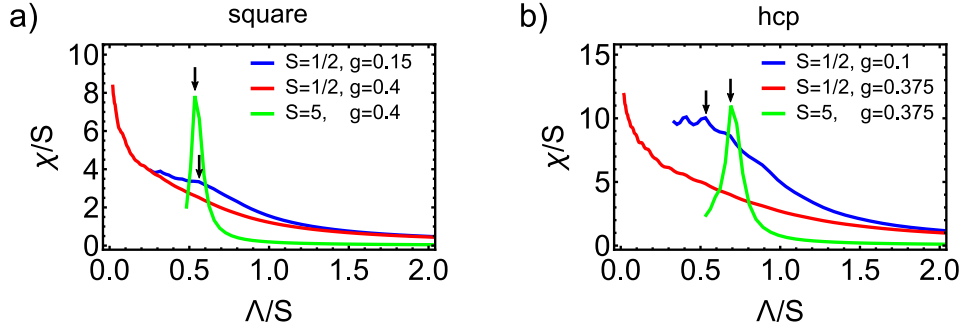 a) square
χ/S
10
8
6
4
2
0
S=1/2, g=0.15
S=1/2, g=0.4
S=5, g=0.4
0.0 0.5 1.0 1.5 2.0
Λ/S
b) hcp
χ/S
15
10
5
0
S=1/2, g=0.1
S=1/2, g=0.375
S=5, g=0.375
0.0 0.5 1.0 1.5 2.0
Λ/S